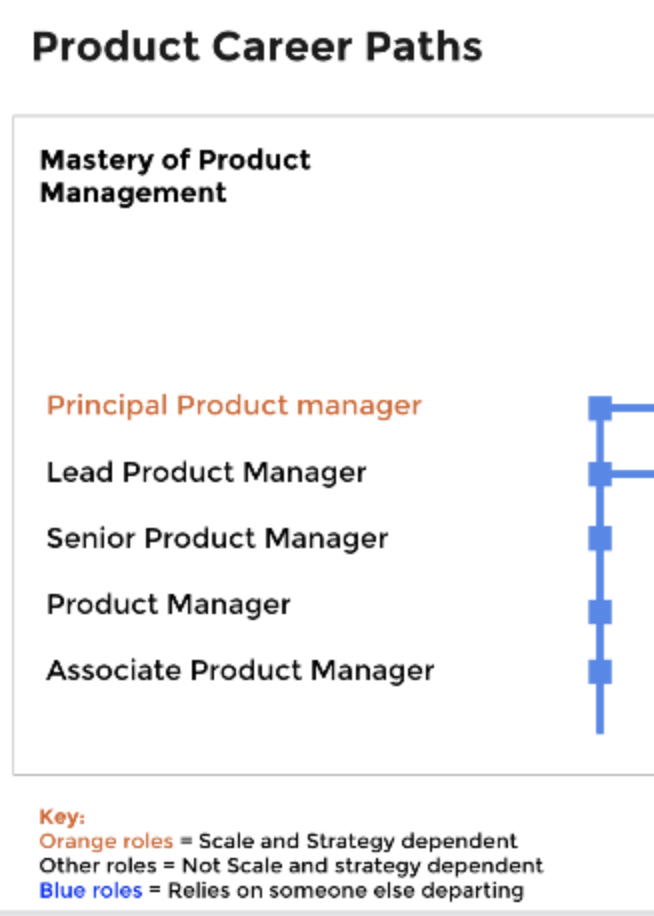 Product Career Paths
Mastery of Product
Management
Principal Product manager
Lead Product Manager
Senior Product Manager
Product Manager
Associate Product Manager
Key:
Orange roles = Scale and Strategy dependent
Other roles = Not Scale and strategy dependent
Blue roles = Relies on someone else departing